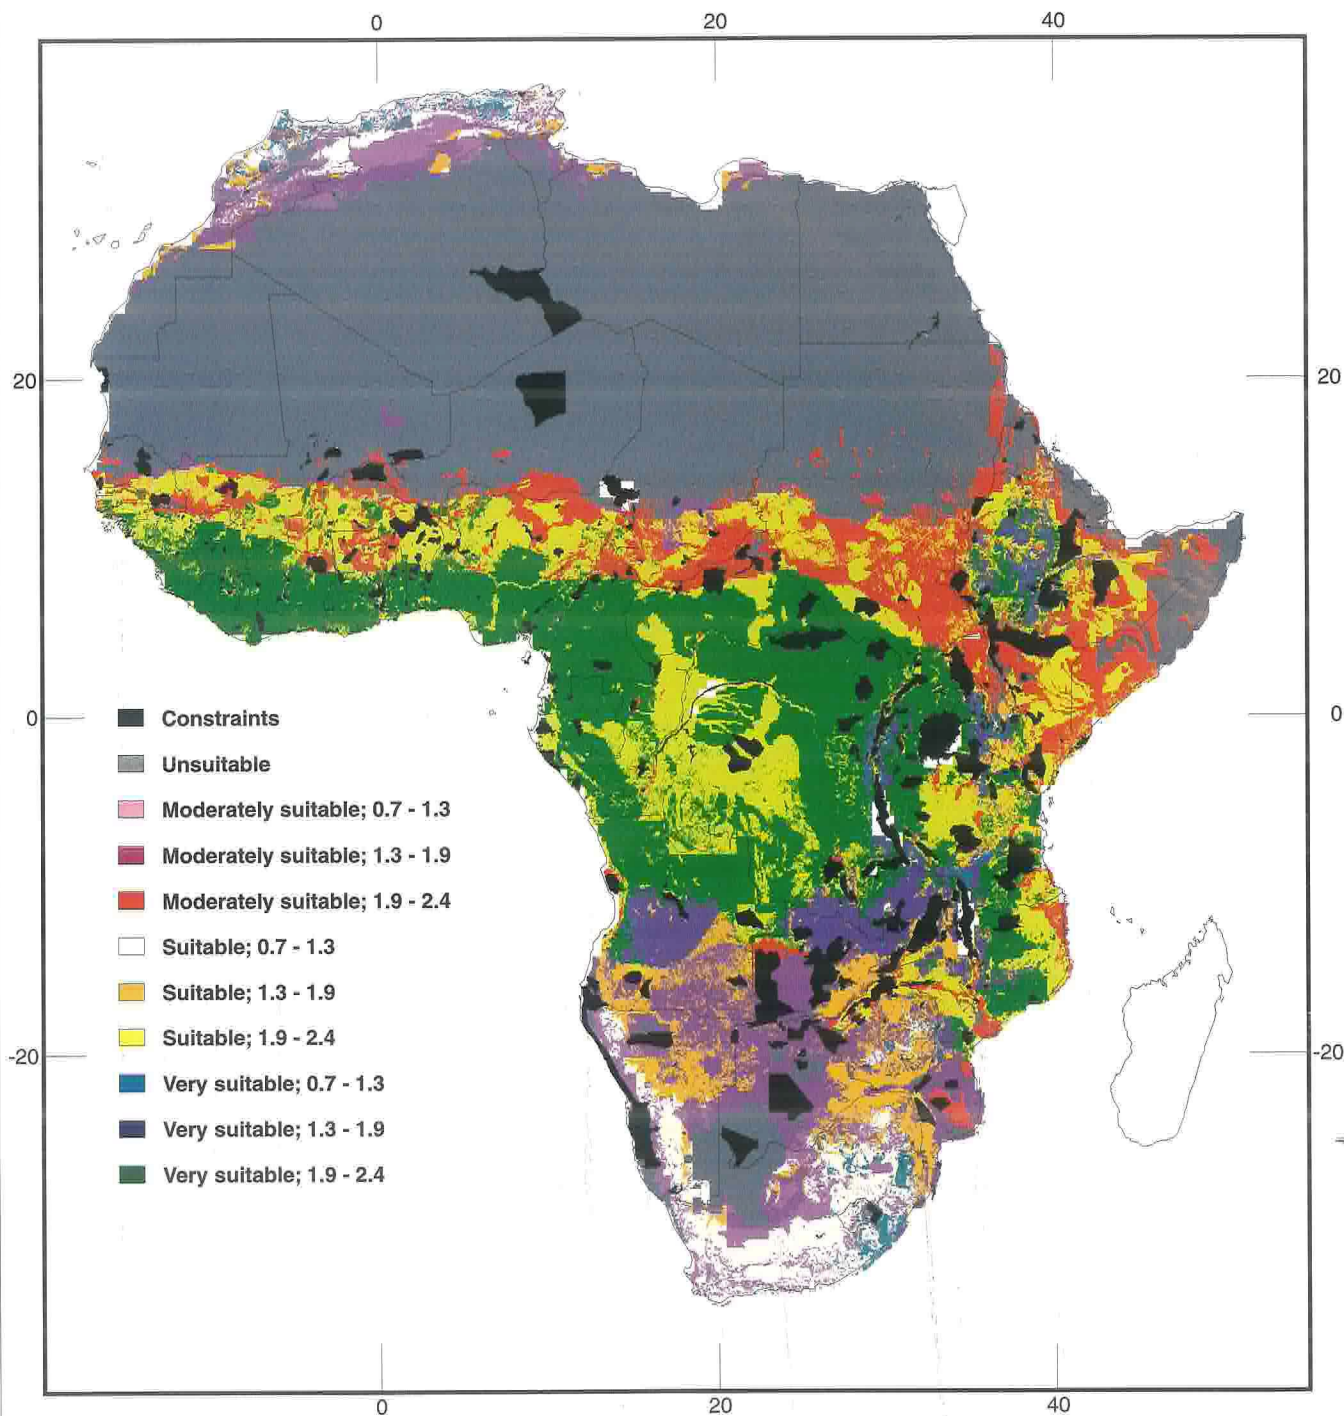 0 20 40
20 20
0 0
-20 -20
Constraints
Unsuitable
Moderately suitable; 0.7 - 1.3
Moderately suitable; 1.3 - 1.9
Moderately suitable; 1.9 - 2.4
Suitable; 0.7 - 1.3
Suitable; 1.3 - 1.9
Suitable; 1.9 - 2.4
Very suitable; 0.7 - 1.3
Very suitable; 1.3 - 1.9
Very suitable; 1.9 - 2.4
0 20 40